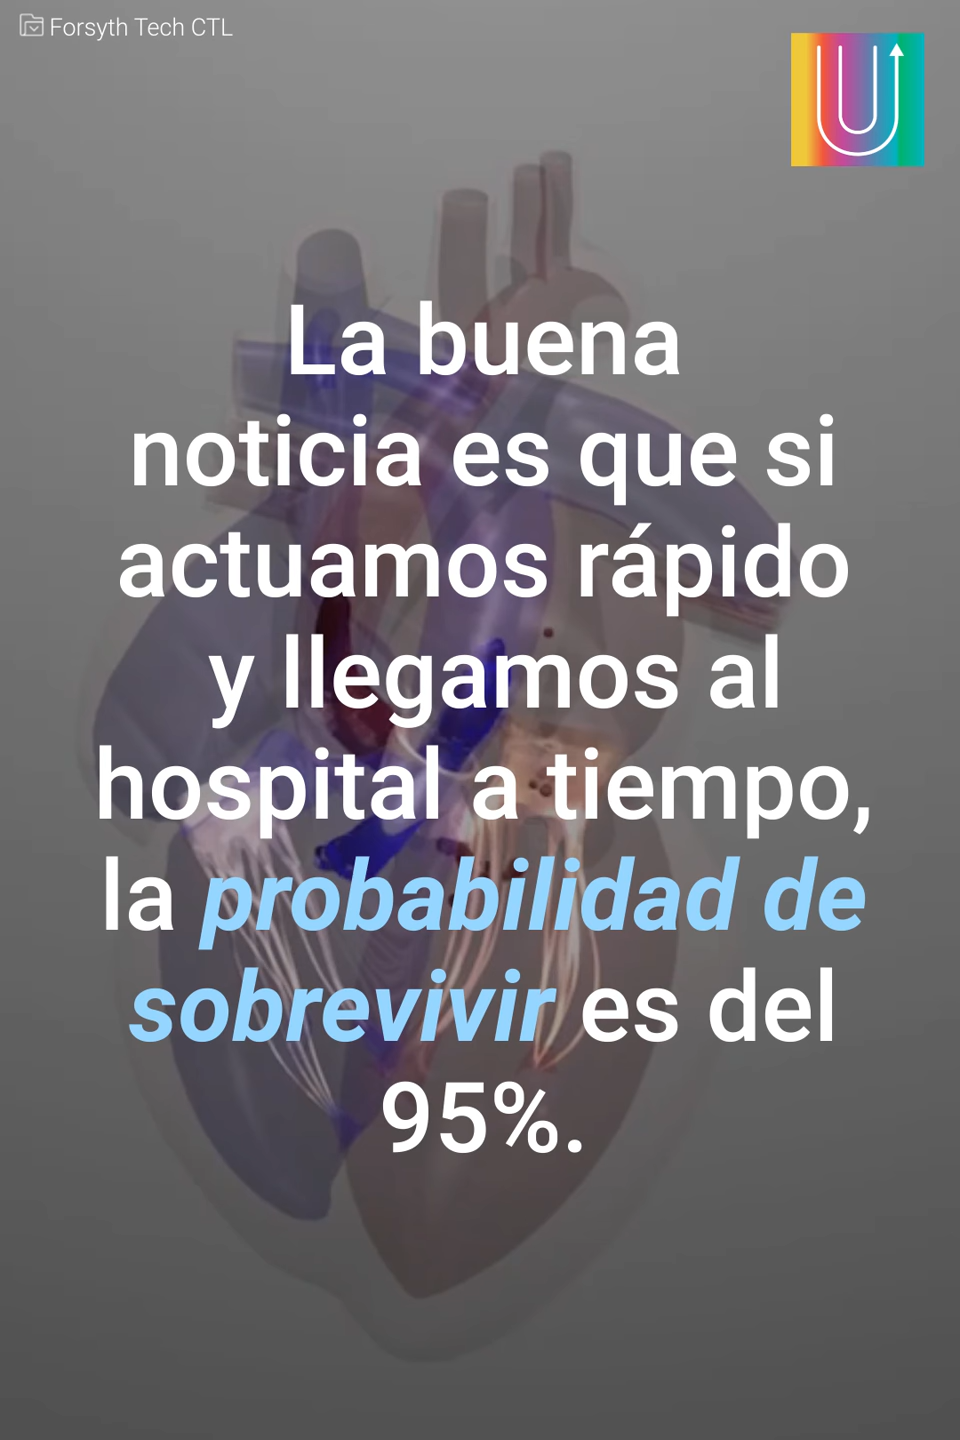 Forsyth Tech CTL
La buena
noticia es que si
actuamos rápido
y llegamos al
hospital a tiempo,
la probabilidad de
sobrevivir es del
95%.